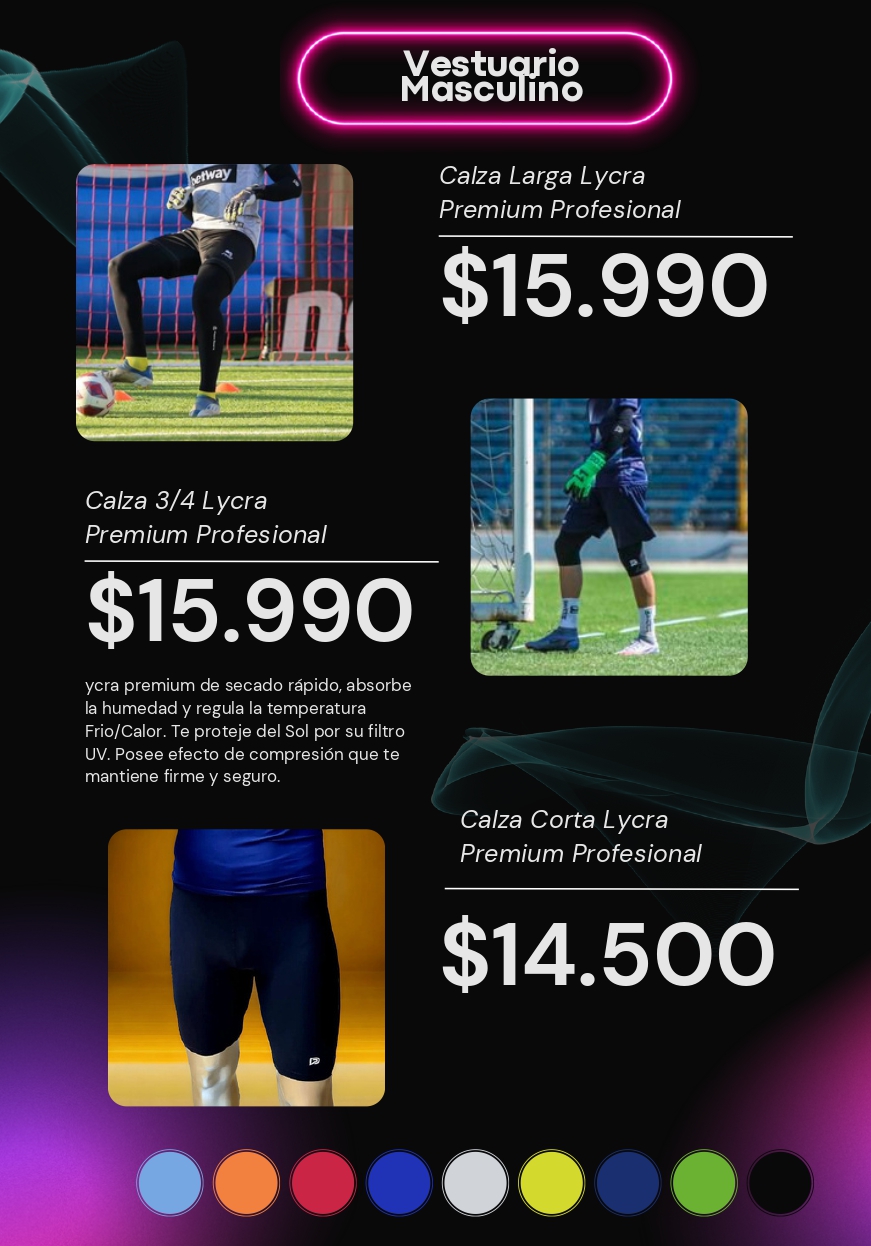 Vestuario
Masculino
betway
Calza Larga Lycra
Premium Profesional
$15.990
Calza 3/4 Lycra
Premium Profesional
$15.990
ycra premium de secado rápido, absorbe
la humedad y regula la temperatura
Frio/Calor. Te proteje del Sol por su filtro
UV. Posee efecto de compresión que te
mantiene firme y seguro.
Calza Corta Lycra
Premium Profesional
$14.500